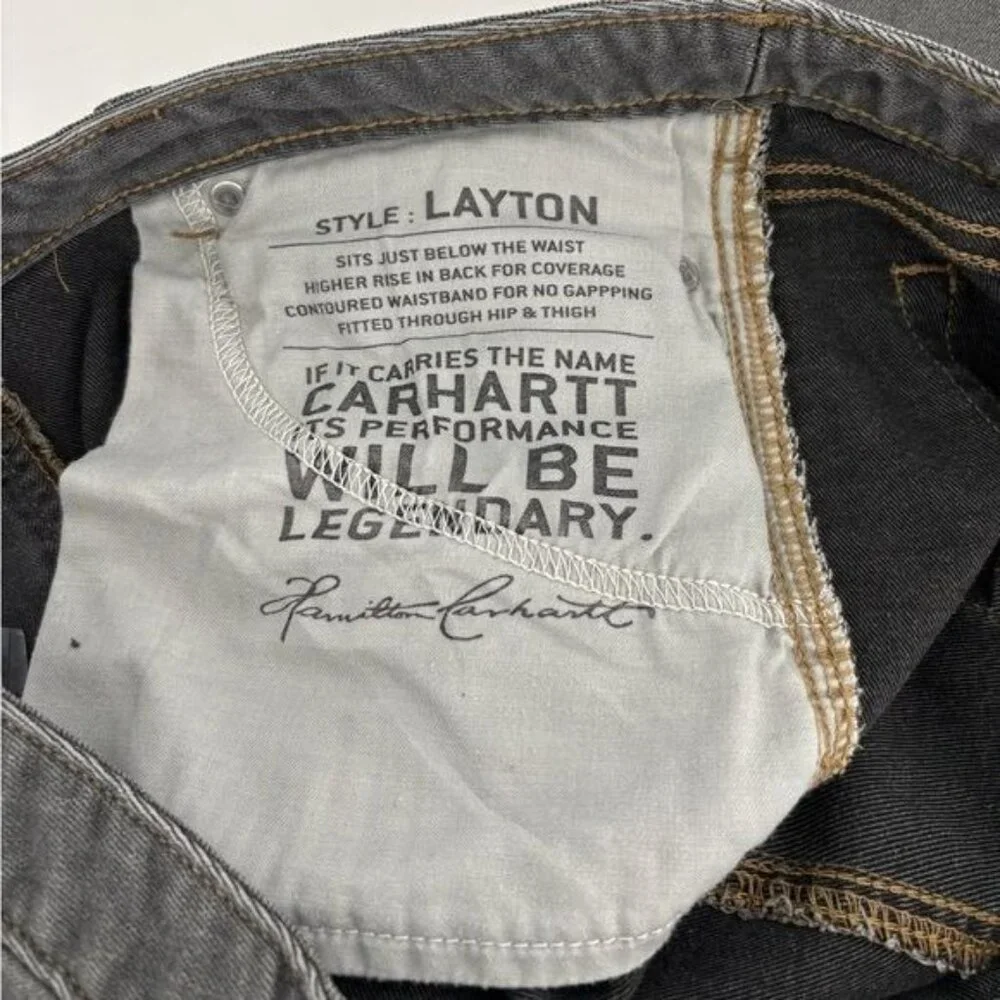 STYLE : LAYTON
SITS JUST BELOW THE WAIST
HIGHER RISE IN BACK FOR COVERAGE
CONTOURED WAISTBAND FOR NO GAPPPING
FITTED THROUGH HIP & THIGH
IF IT CARRIES THE NAME
CARHARTT
ITS PERFORMANCE
WILL BE
LEGENDARY.
Hamilton Carhartt